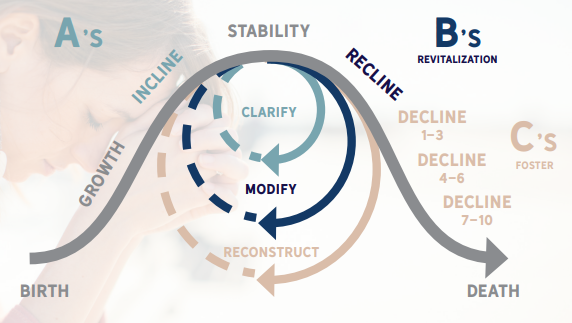 A's
STABILITY
B's
REVITALIZATION
INCLINE
RECLINE
CLARIFY
DECLINE
1–3
C's
FOSTER
GROWTH
DECLINE
4–6
MODIFY
DECLINE
7–10
RECONSTRUCT
BIRTH
DEATH